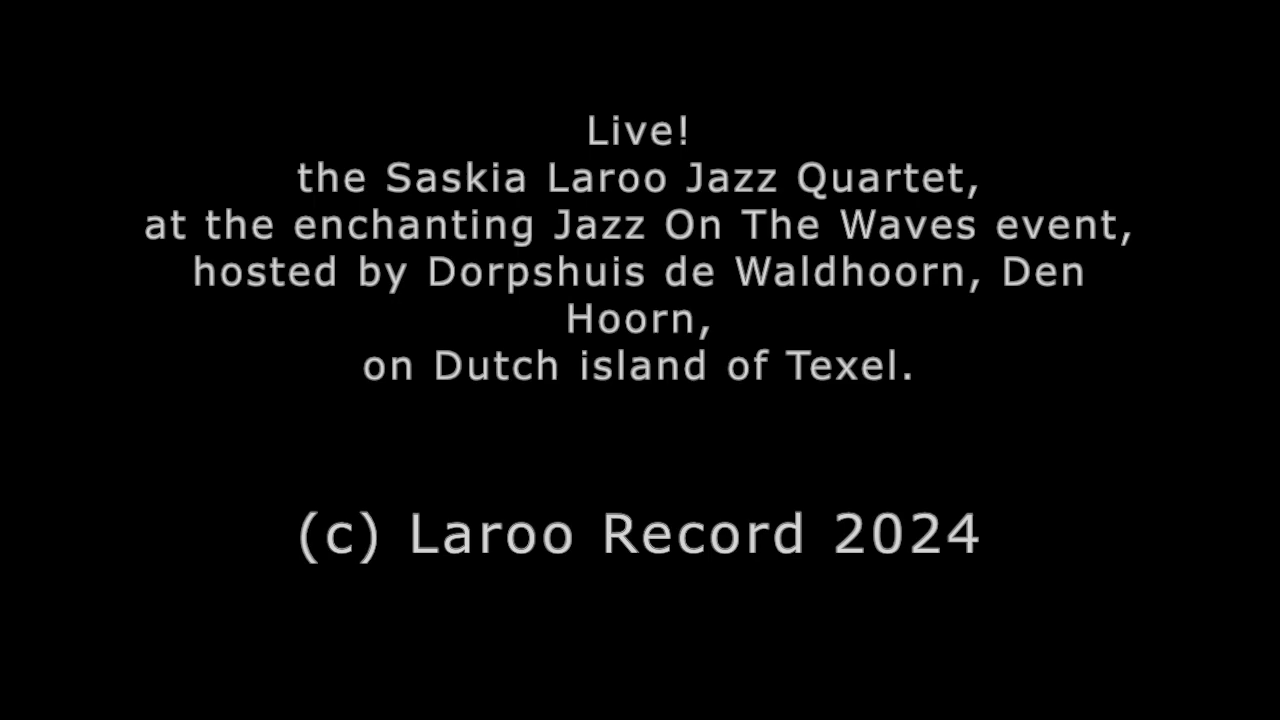 Live!
the Saskia Laroo Jazz Quartet,
at the enchanting Jazz On The Waves event,
hosted by Dorpshuis de Waldhoorn, Den
Hoorn,
on Dutch island of Texel.
(c) Laroo Record 2024